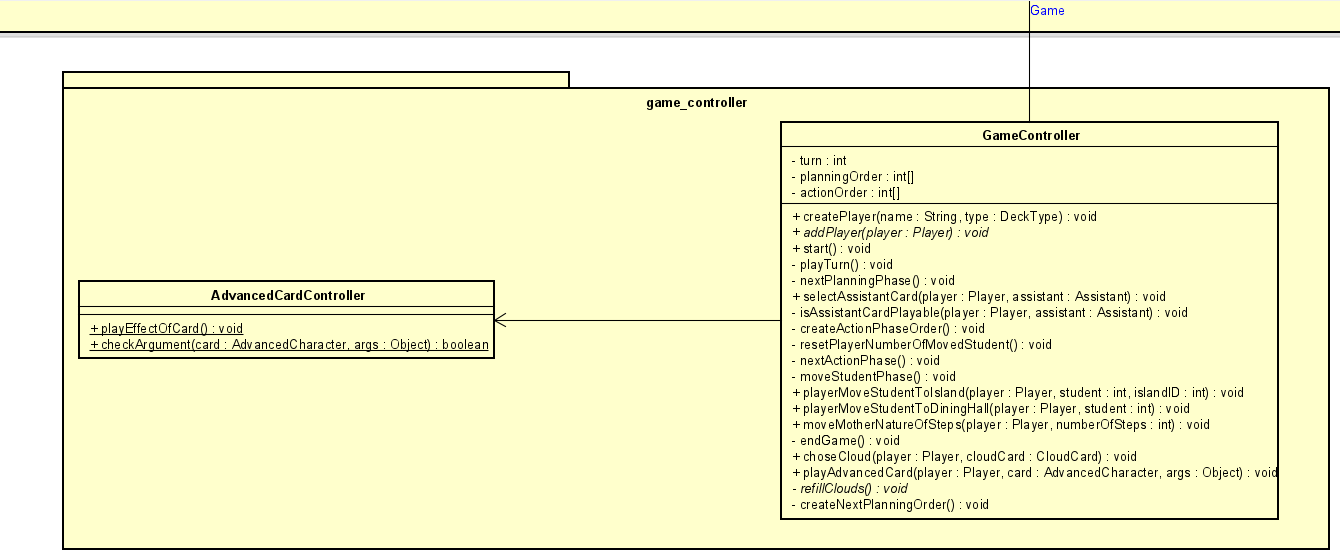 Game
game_controller
GameController
- turn : int
- planningOrder : int[]
- actionOrder : int[]
+ createPlayer(name : String, type : DeckType) : void
+ addPlayer(player : Player) : void
+ start() : void
- playTurn() : void
- nextPlanningPhase() : void
+ selectAssistantCard(player : Player, assistant : Assistant) : void
- isAssistantCardPlayable(player : Player, assistant : Assistant) : void
- createActionPhaseOrder() : void
- resetPlayerNumberOfMovedStudent() : void
- nextActionPhase() : void
- moveStudentPhase() : void
+ playerMoveStudentToIsland(player : Player, student : int, islandID : int) : void
+ playerMoveStudentToDiningHall(player : Player, student : int) : void
+ moveMotherNatureOfSteps(player : Player, numberOfSteps : int) : void
- endGame() : void
+ choseCloud(player : Player, cloudCard : CloudCard) : void
+ playAdvancedCard(player : Player, card : AdvancedCharacter, args : Object) : void
- refillClouds() : void
- createNextPlanningOrder() : void
AdvancedCardController
+ playEffectOfCard() : void
+ checkArgument(card : AdvancedCharacter, args : Object) : boolean